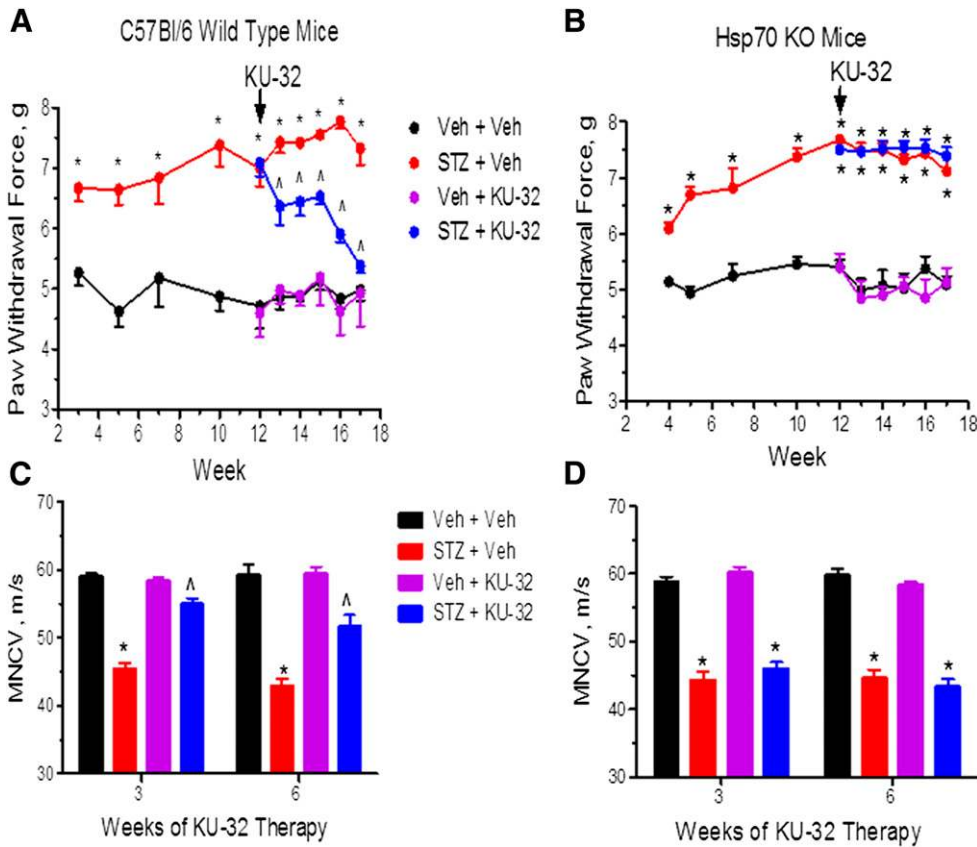 A
C57Bl/6 Wild Type Mice
KU-32
Paw Withdrawal Force, g
8
7
6
5
4
3
* * * * * * * * * *
^ ^ ^ ^ ^
2 4 6 8 10 12 14 16 18
Week
Veh + Veh
STZ + Veh
Veh + KU-32
STZ + KU-32
B
Hsp70 KO Mice
KU-32
Paw Withdrawal Force, g
8
7
6
5
4
3
* * * * * * * * * *
* * * * * *
2 4 6 8 10 12 14 16 18
Week
C
MNCV, m/s
70
60
50
40
30
* ^ * ^
3 6
Weeks of KU-32 Therapy
Veh + Veh
STZ + Veh
Veh + KU-32
STZ + KU-32
D
MNCV, m/s
70
60
50
40
30
* * * *
3 6
Weeks of KU-32 Therapy